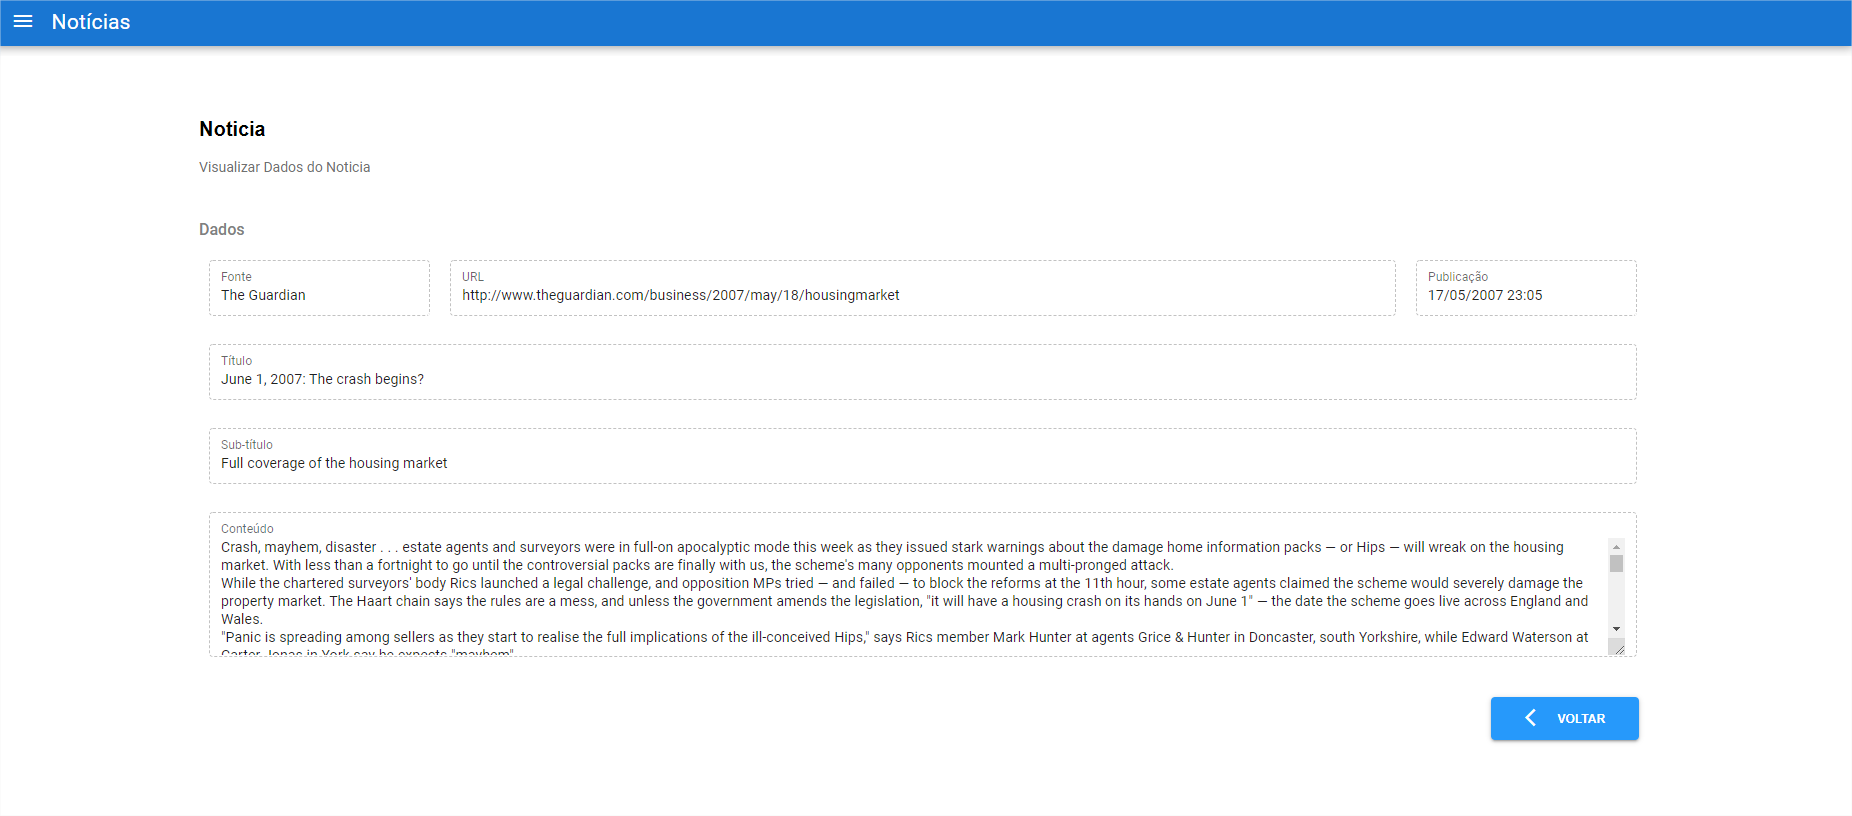 Notícias
Noticia
Visualizar Dados do Noticia
Dados
Fonte
The Guardian
URL
http://www.theguardian.com/business/2007/may/18/housingmarket
Publicação
17/05/2007 23:05
Título
June 1, 2007: The crash begins?
Sub-título
Full coverage of the housing market
Conteúdo
Crash, mayhem, disaster . . . estate agents and surveyors were in full-on apocalyptic mode this week as they issued stark warnings about the damage home information packs — or Hips — will wreak on the housing
market. With less than a fortnight to go until the controversial packs are finally with us, the scheme's many opponents mounted a multi-pronged attack.
While the chartered surveyors' body Rics launched a legal challenge, and opposition MPs tried — and failed — to block the reforms at the 11th hour, some estate agents claimed the scheme would severely damage the
property market. The Haart chain says the rules are a mess, and unless the government amends the legislation, "it will have a housing crash on its hands on June 1" — the date the scheme goes live across England and
Wales.
"Panic is spreading among sellers as they start to realise the full implications of the ill-conceived Hips," says Rics member Mark Hunter at agents Grice & Hunter in Doncaster, south Yorkshire, while Edward Waterson at
Carter Jonas in York say he expects "mayhem".
VOLTAR